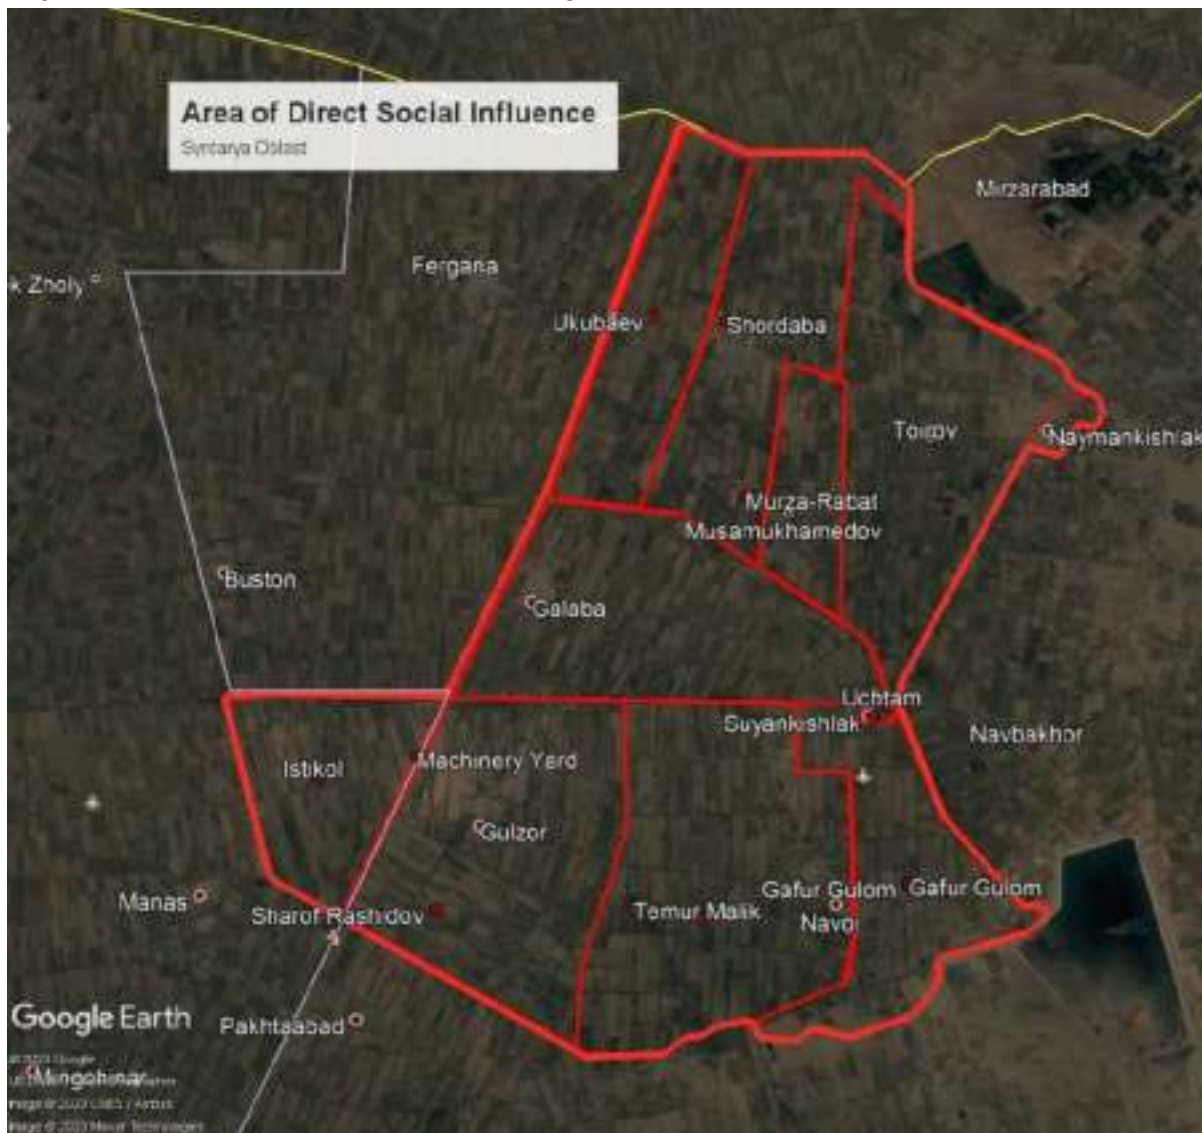 Area of Direct Social Influence
Syrdarya Oblast
Mirzarabad
Fergana
k Zholy
Ukubaev
Shordaba
Toirov
Naymankishlak
Murza-Rabat
Musamukhamedov
Buston
Galaba
Uchtam
Suyankishlak
Navbakhor
Machinery Yard
Istikol
Gulzor
Gafur Gulom
Gafur Gulom
Manas
Temur Malik
Sharof Rashidov
Navoi
Google Earth
Pakhtaabad